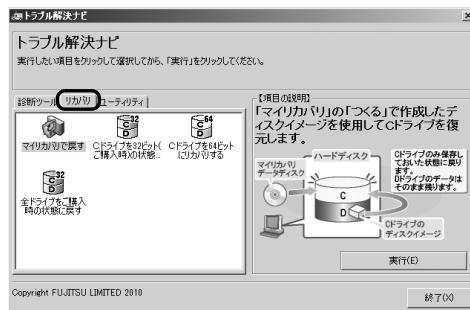 トラブル解決ナビ
トラブル解決ナビ
実行したい項目をクリックして選択してから、「実行」をクリックしてください。
診断ツール
リカバリ
ユーティリティ
マイリカバリで戻す
32
C
D
Cドライブを32ビット(ご購入時)の状態...
64
C
D
Cドライブを64ビットにリカバリする
32
C
D
全ドライブをご購入時の状態に戻す
【項目の説明】
「マイリカバリ」の「つくる」で作成したディスクイメージを使用してCドライブを復元します。
マイリカバリ
データディスク
ハードディスク
C
D
Cドライブのみ保存しておいた状態に戻ります。
Dドライブのデータはそのまま残ります。
Cドライブの
ディスクイメージ
実行(E)
Copyright FUJITSU LIMITED 2010
終了(X)